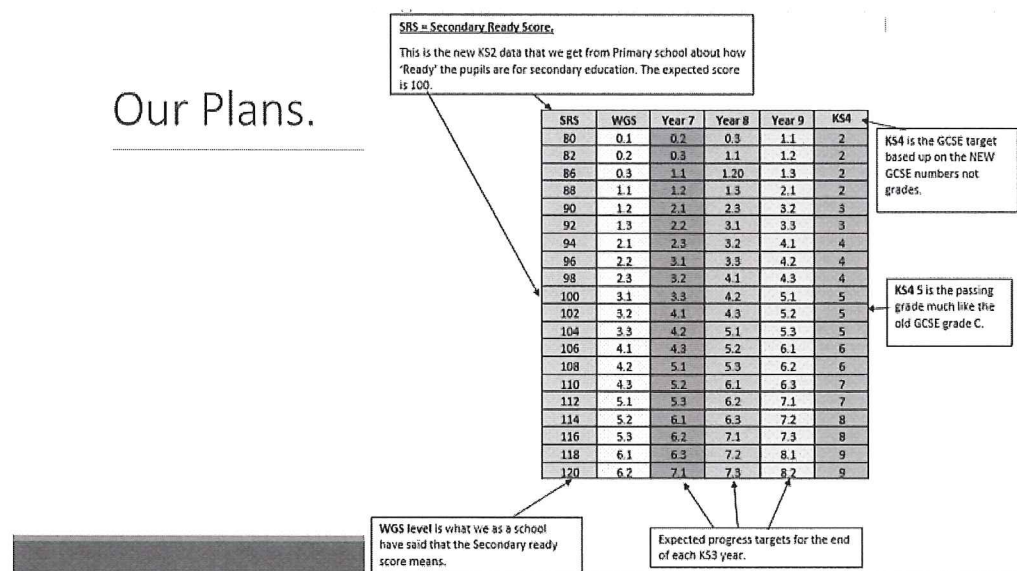 SRS = Secondary Ready Score.
This is the new KS2 data that we get from Primary school about how
'Ready' the pupils are for secondary education. The expected score
is 100.
Our Plans.
SRS WGS Year 7 Year 8 Year 9 KS4
80 0.1 0.2 0.3 1.1 2
82 0.2 0.3 1.1 1.2 2
86 0.3 1.1 1.20 1.3 2
88 1.1 1.2 1.3 2.1 2
90 1.2 2.1 2.3 3.2 3
92 1.3 2.2 3.1 3.3 3
94 2.1 2.3 3.2 4.1 4
96 2.2 3.1 3.3 4.2 4
98 2.3 3.2 4.1 4.3 4
100 3.1 3.3 4.2 5.1 5
102 3.2 4.1 4.3 5.2 5
104 3.3 4.2 5.1 5.3 5
106 4.1 4.3 5.2 6.1 6
108 4.2 5.1 5.3 6.2 6
110 4.3 5.2 6.1 6.3 7
112 5.1 5.3 6.2 7.1 7
114 5.2 6.1 6.3 7.2 8
116 5.3 6.2 7.1 7.3 8
118 6.1 6.3 7.2 8.1 9
120 6.2 7.1 7.3 8.2 9
KS4 is the GCSE target
based up on the NEW
GCSE numbers not
grades.
KS4 5 is the passing
grade much like the
old GCSE grade C.
WGS level is what we as a school
have said that the Secondary ready
score means.
Expected progress targets for the end
of each KS3 year.